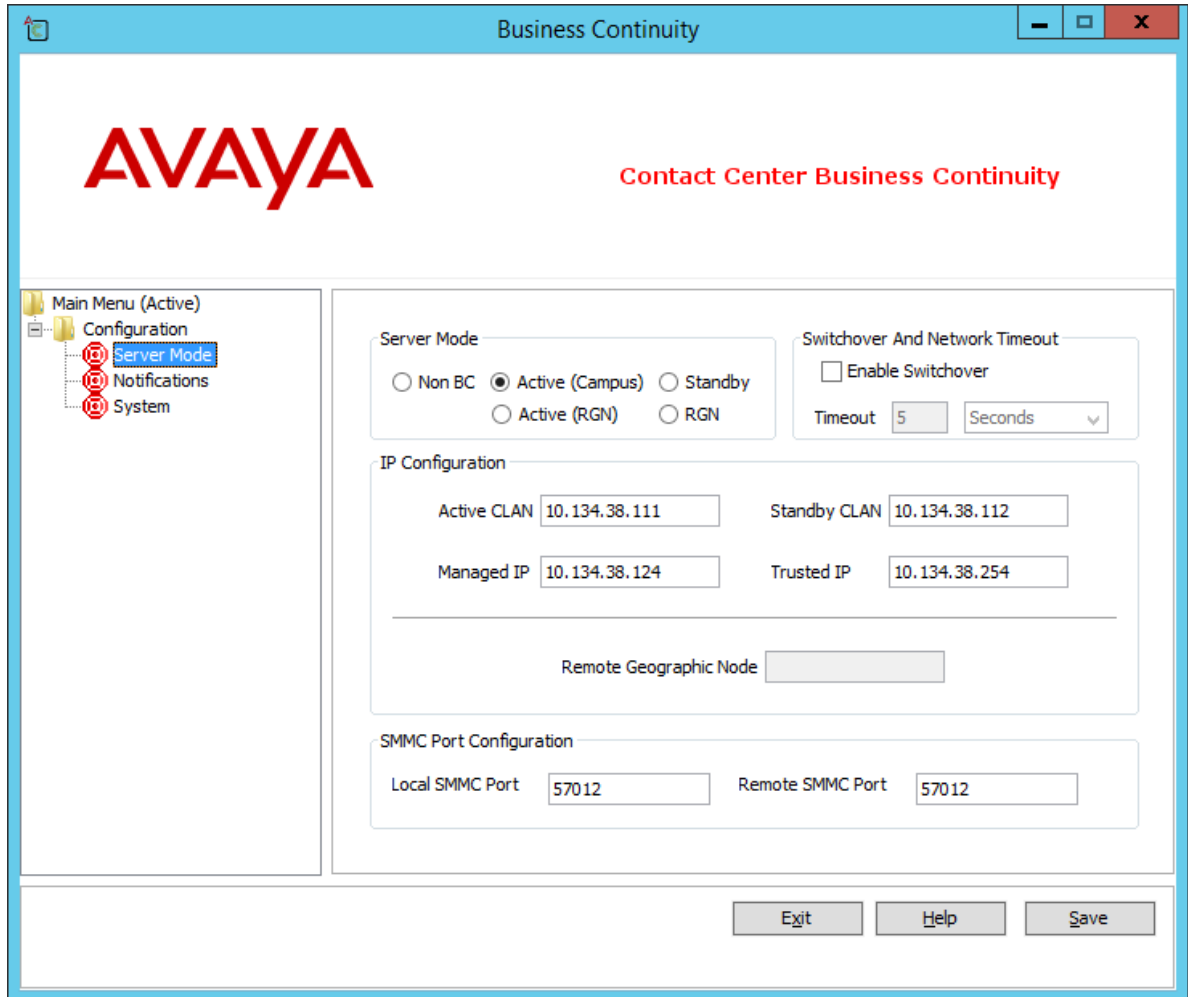 Business Continuity
AVAYA
Contact Center Business Continuity
Main Menu (Active)
Configuration
Server Mode
Notifications
System
Server Mode
Non BC Active (Campus) Standby
Active (RGN) RGN
Switchover And Network Timeout
Enable Switchover
Timeout 5 Seconds
IP Configuration
Active CLAN 10.134.38.111 Standby CLAN 10.134.38.112
Managed IP 10.134.38.124 Trusted IP 10.134.38.254
Remote Geographic Node
SMMC Port Configuration
Local SMMC Port 57012 Remote SMMC Port 57012
Exit Help Save